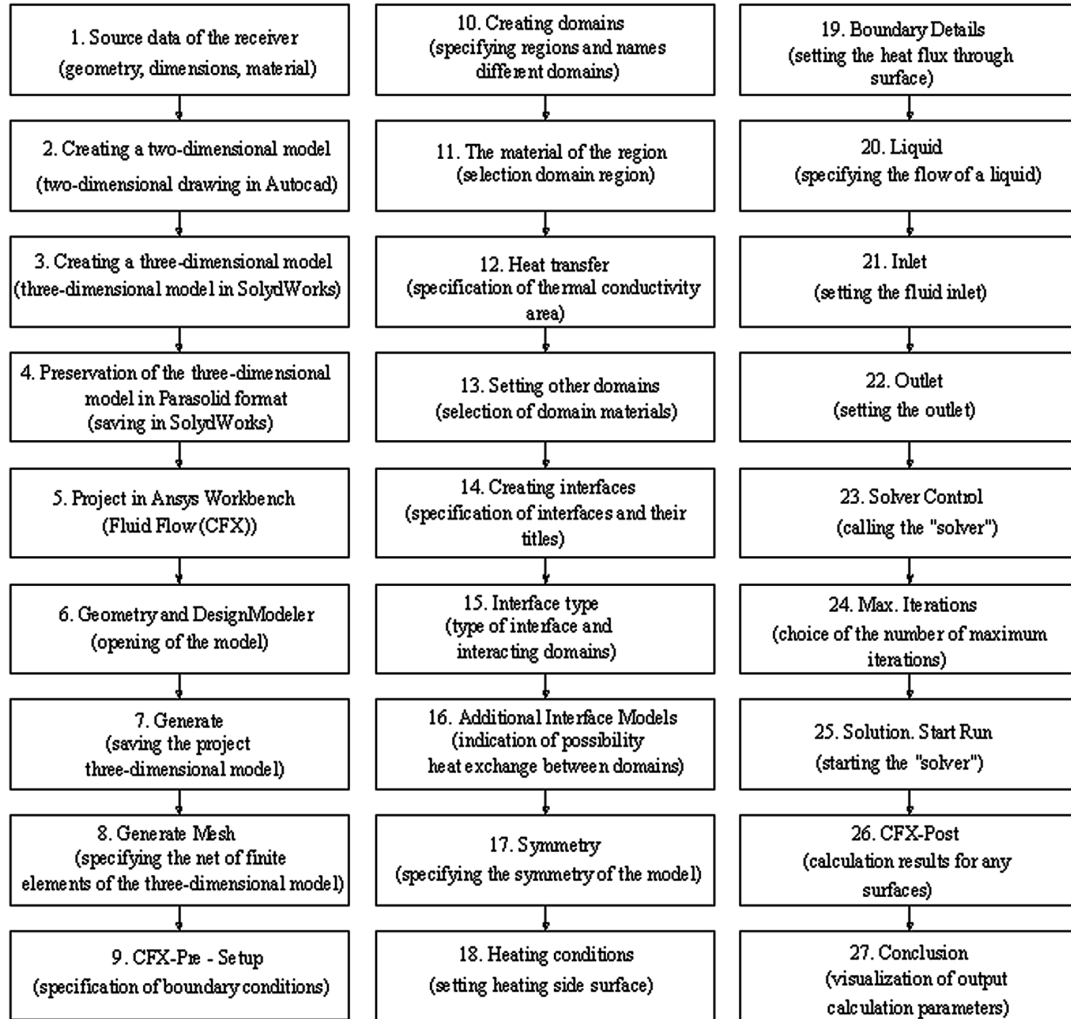 1. Source data of the receiver
(geometry, dimensions, material)
2. Creating a two-dimensional model
(two-dimensional drawing in Autocad)
3. Creating a three-dimensional model
(three-dimensional model in SolydWorks)
4. Preservation of the three-dimensional
model in Parasolid format
(saving in SolydWorks)
5. Project in Ansys Workbench
(Fluid Flow (CFX))
6. Geometry and DesignModeler
(opening of the model)
7. Generate
(saving the project
three-dimensional model)
8. Generate Mesh
(specifying the net of finite
elements of the three-dimensional model)
9. CFX-Pre - Setup
(specification of boundary conditions)
10. Creating domains
(specifying regions and names
different domains)
11. The material of the region
(selection domain region)
12. Heat transfer
(specification of thermal conductivity
area)
13. Setting other domains
(selection of domain materials)
14. Creating interfaces
(specification of interfaces and their
titles)
15. Interface type
(type of interface and
interacting domains)
16. Additional Interface Models
(indication of possibility
heat exchange between domains)
17. Symmetry
(specifying the symmetry of the model)
18. Heating conditions
(setting heating side surface)
19. Boundary Details
(setting the heat flux through
surface)
20. Liquid
(specifying the flow of a liquid)
21. Inlet
(setting the fluid inlet)
22. Outlet
(setting the outlet)
23. Solver Control
(calling the "solver")
24. Max. Iterations
(choice of the number of maximum
iterations)
25. Solution. Start Run
(starting the "solver")
26. CFX-Post
(calculation results for any
surfaces)
27. Conclusion
(visualization of output
calculation parameters)